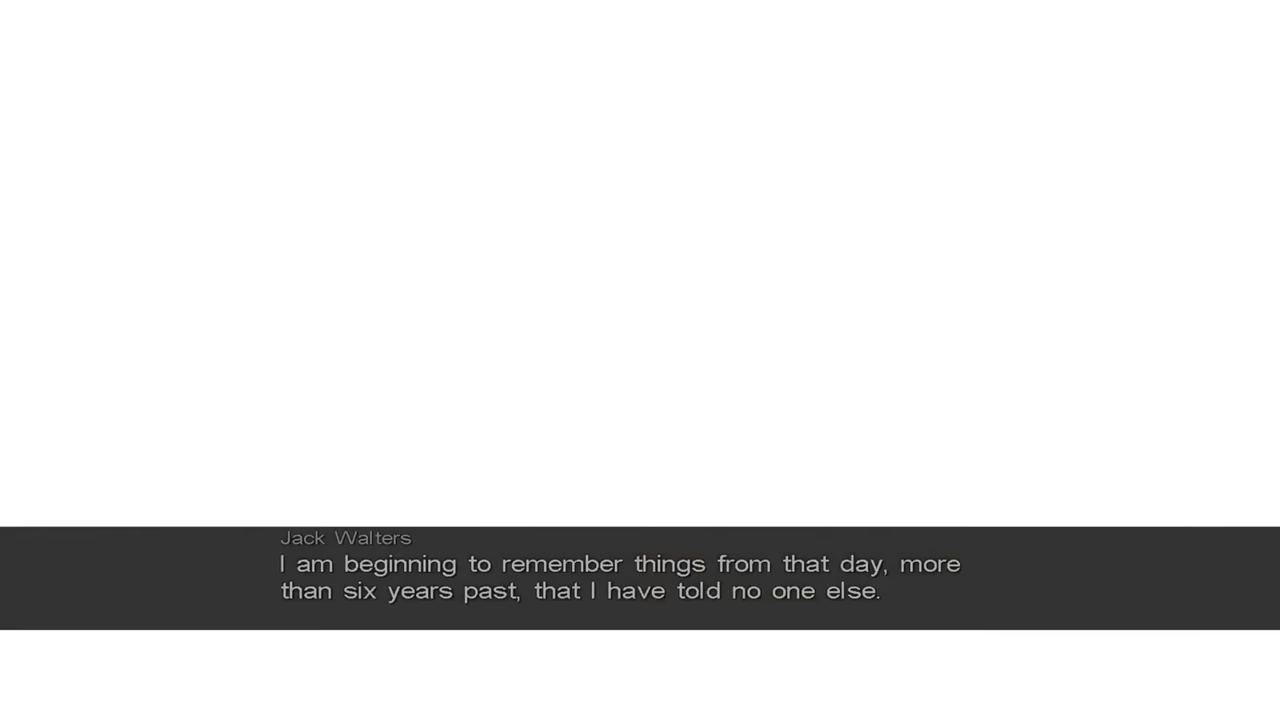 Jack Walters
I am beginning to remember things from that day, more
than six years past, that I have told no one else.